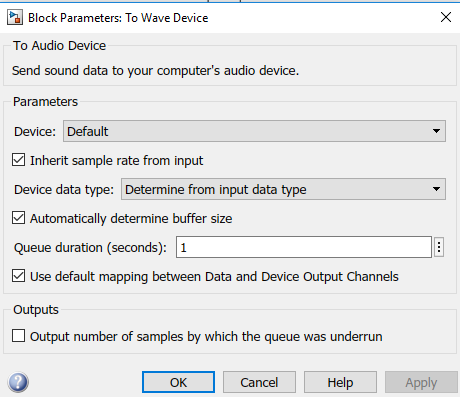 Block Parameters: To Wave Device
To Audio Device
Send sound data to your computer's audio device.
Parameters
Device: Default
Inherit sample rate from input
Device data type: Determine from input data type
Automatically determine buffer size
Queue duration (seconds): 1
Use default mapping between Data and Device Output Channels
Outputs
Output number of samples by which the queue was underrun
? OK Cancel Help Apply